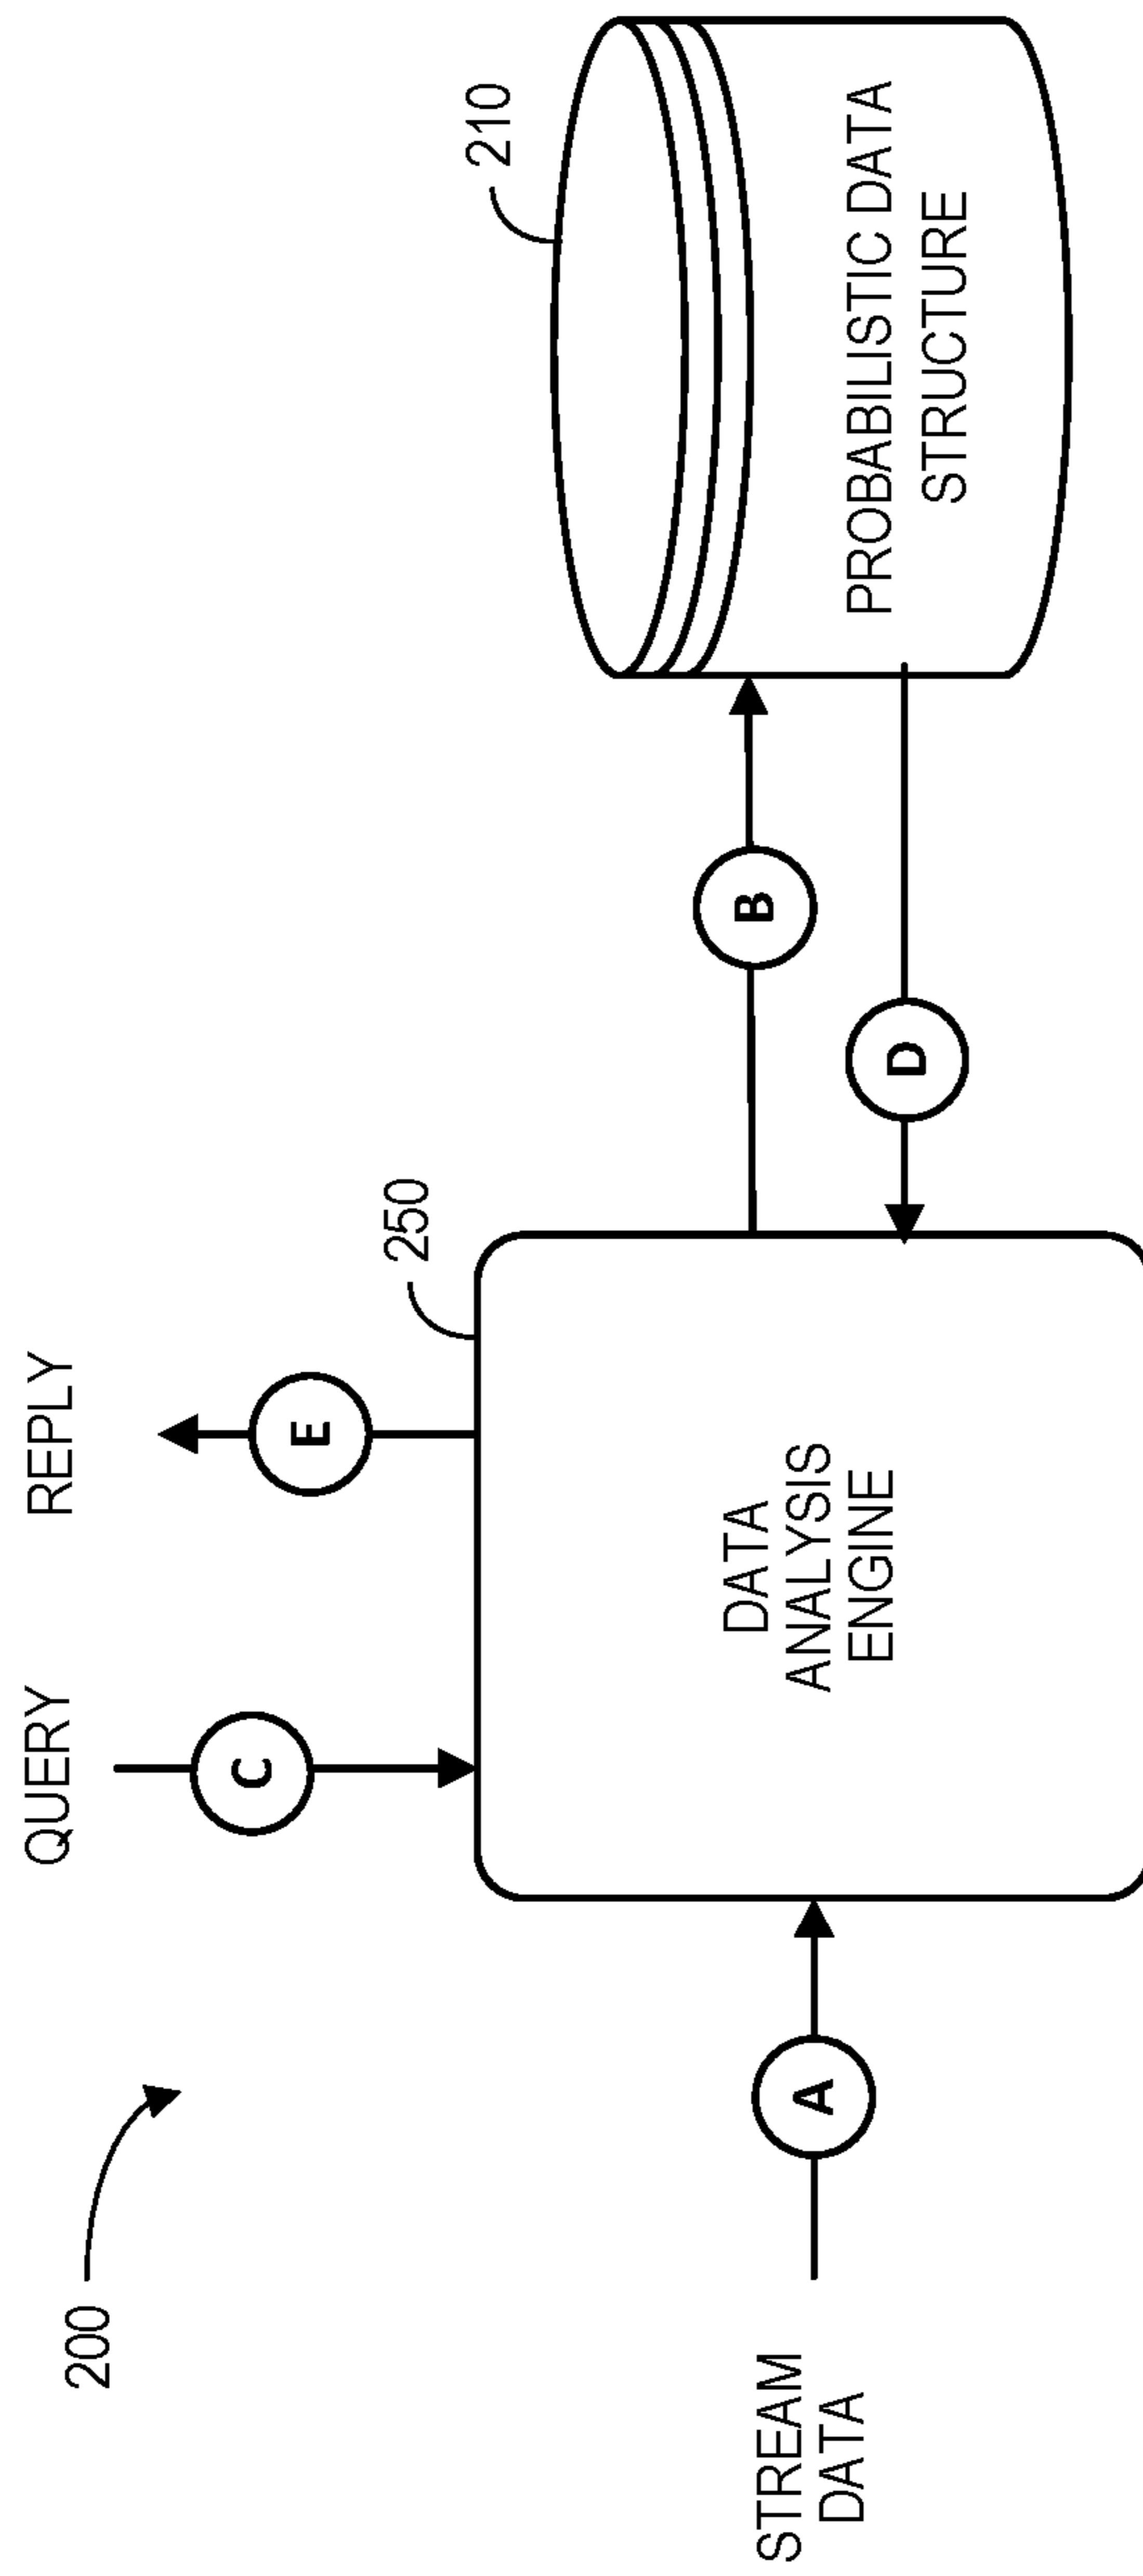 200
QUERY
REPLY
C
E
250
210
STREAM
DATA
A
DATA
ANALYSIS
ENGINE
B
D
PROBABILISTIC DATA
STRUCTURE